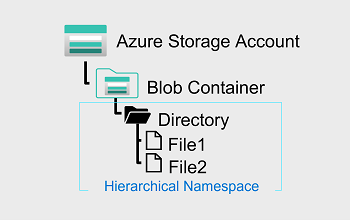 Azure Storage Account
Blob Container
Directory
File1
File2
Hierarchical Namespace